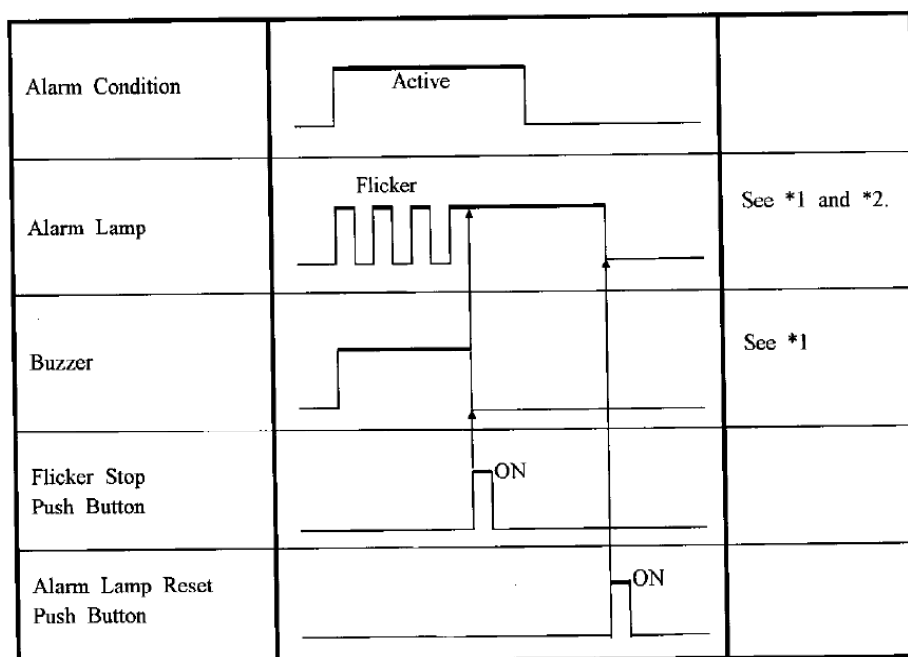 Alarm Condition
Active
Alarm Lamp
Flicker
See *1 and *2.
Buzzer
See *1
Flicker Stop
Push Button
ON
Alarm Lamp Reset
Push Button
ON